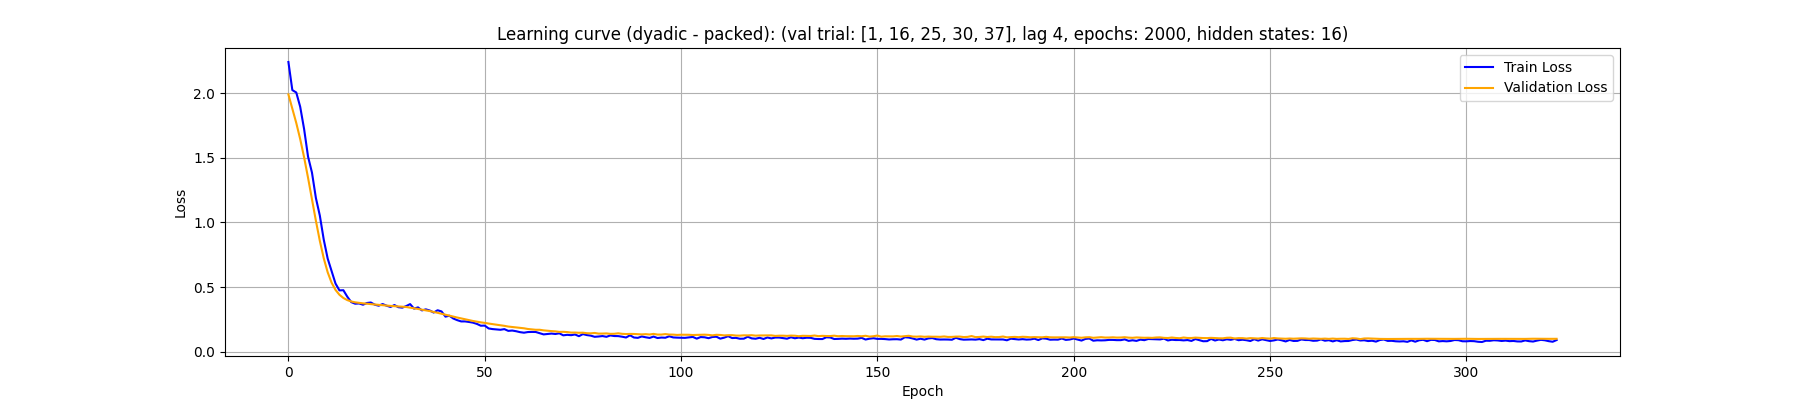 Learning curve (dyadic - packed): (val trial: [1, 16, 25, 30, 37], lag 4, epochs: 2000, hidden states: 16)
Train Loss
Validation Loss
2.0
1.5
1.0
0.5
0.0
Loss
0 50 100 150 200 250 300
Epoch